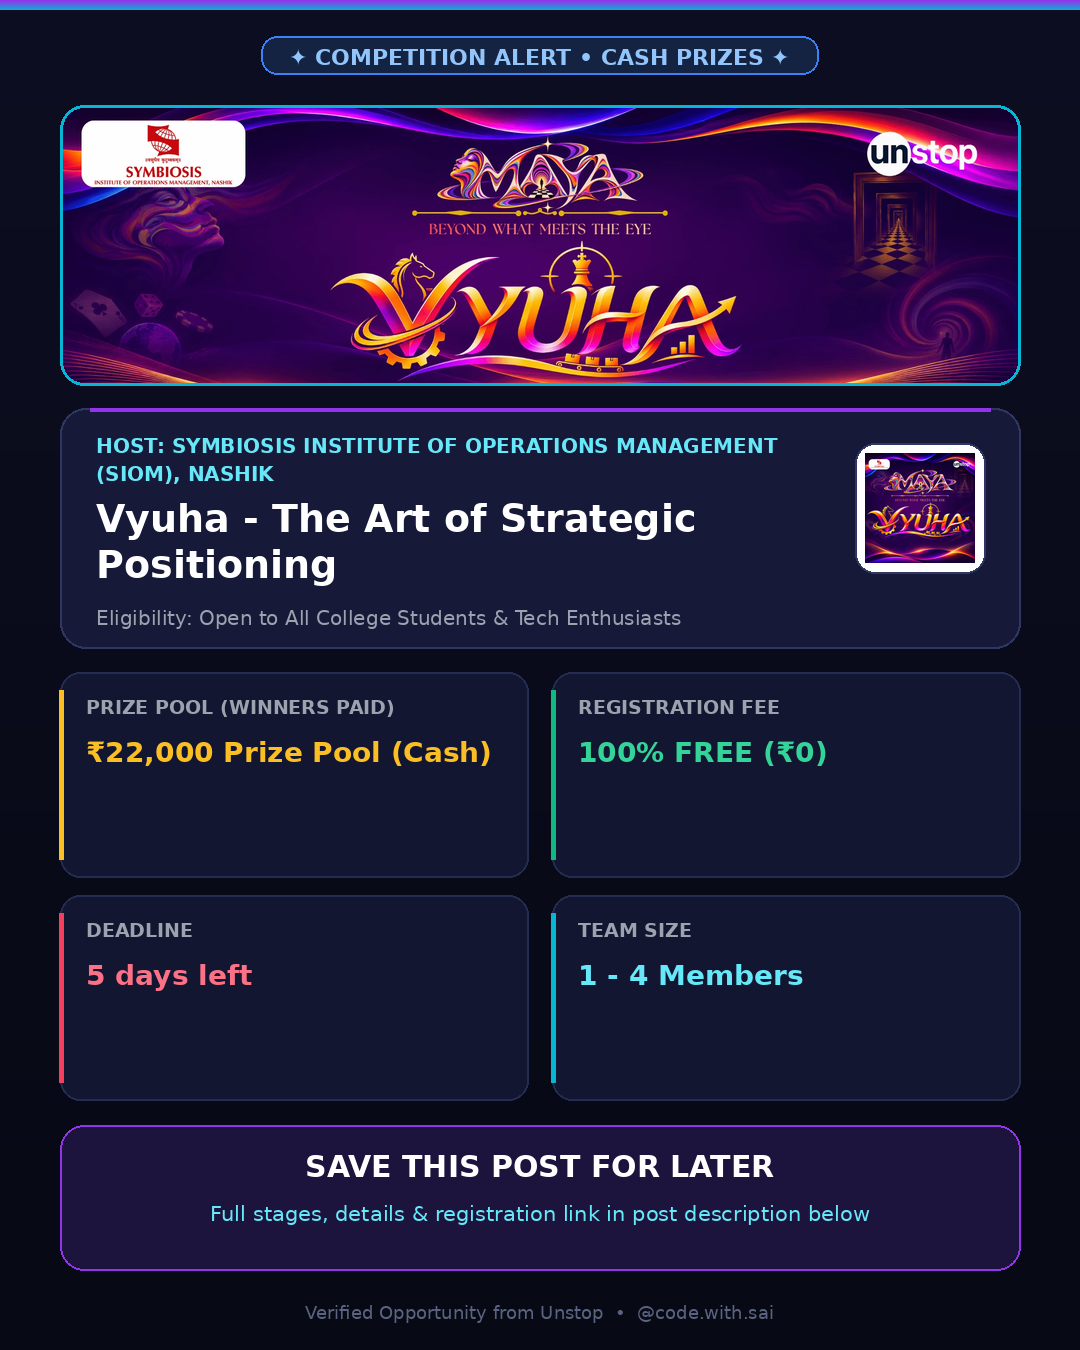 ✦ COMPETITION ALERT • CASH PRIZES ✦
SYMBIOSIS
INSTITUTE OF OPERATIONS MANAGEMENT, NASHIK
unstop
MAYA
BEYOND WHAT MEETS THE EYE
VYUHA
HOST: SYMBIOSIS INSTITUTE OF OPERATIONS MANAGEMENT
(SIOM), NASHIK
Vyuha - The Art of Strategic
Positioning
Eligibility: Open to All College Students & Tech Enthusiasts
MAYA
VYUHA
PRIZE POOL (WINNERS PAID)
₹22,000 Prize Pool (Cash)
REGISTRATION FEE
100% FREE (₹0)
DEADLINE
5 days left
TEAM SIZE
1 - 4 Members
SAVE THIS POST FOR LATER
Full stages, details & registration link in post description below
Verified Opportunity from Unstop • @code.with.sai